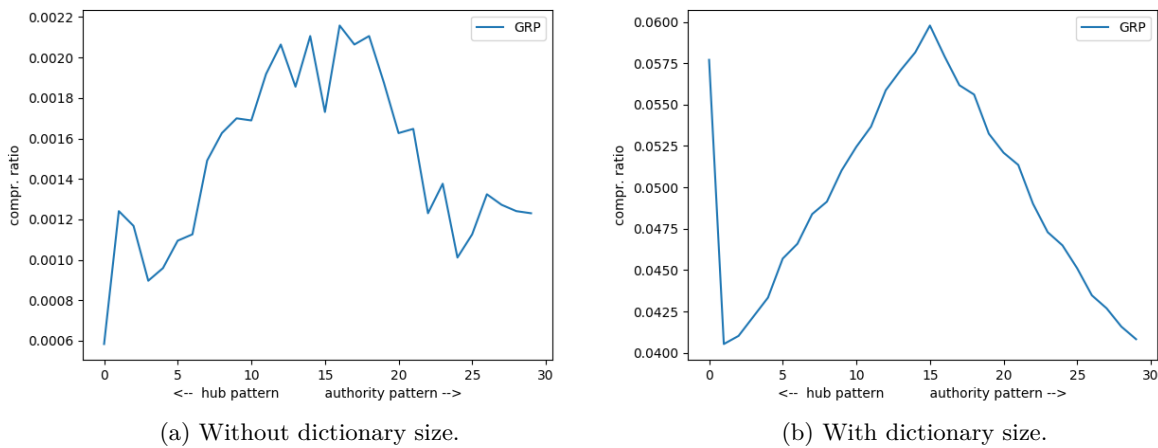 0.0022
0.0020
0.0018
0.0016
0.0014
0.0012
0.0010
0.0008
0.0006
compr. ratio
GRP
0 5 10 15 20 25 30
<-- hub pattern authority pattern -->
(a) Without dictionary size.
0.0600
0.0575
0.0550
0.0525
0.0500
0.0475
0.0450
0.0425
0.0400
compr. ratio
GRP
0 5 10 15 20 25 30
<-- hub pattern authority pattern -->
(b) With dictionary size.